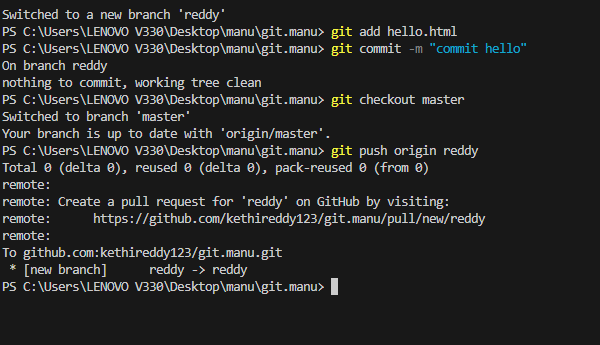 Switched to a new branch 'reddy'
PS C:\Users\LENOVO V330\Desktop\manu\git.manu> git add hello.html
PS C:\Users\LENOVO V330\Desktop\manu\git.manu> git commit -m "commit hello"
On branch reddy
nothing to commit, working tree clean
PS C:\Users\LENOVO V330\Desktop\manu\git.manu> git checkout master
Switched to branch 'master'
Your branch is up to date with 'origin/master'.
PS C:\Users\LENOVO V330\Desktop\manu\git.manu> git push origin reddy
Total 0 (delta 0), reused 0 (delta 0), pack-reused 0 (from 0)
remote:
remote: Create a pull request for 'reddy' on GitHub by visiting:
remote:      https://github.com/kethireddy123/git.manu/pull/new/reddy
remote:
To github.com:kethireddy123/git.manu.git
 * [new branch]      reddy -> reddy
PS C:\Users\LENOVO V330\Desktop\manu\git.manu>